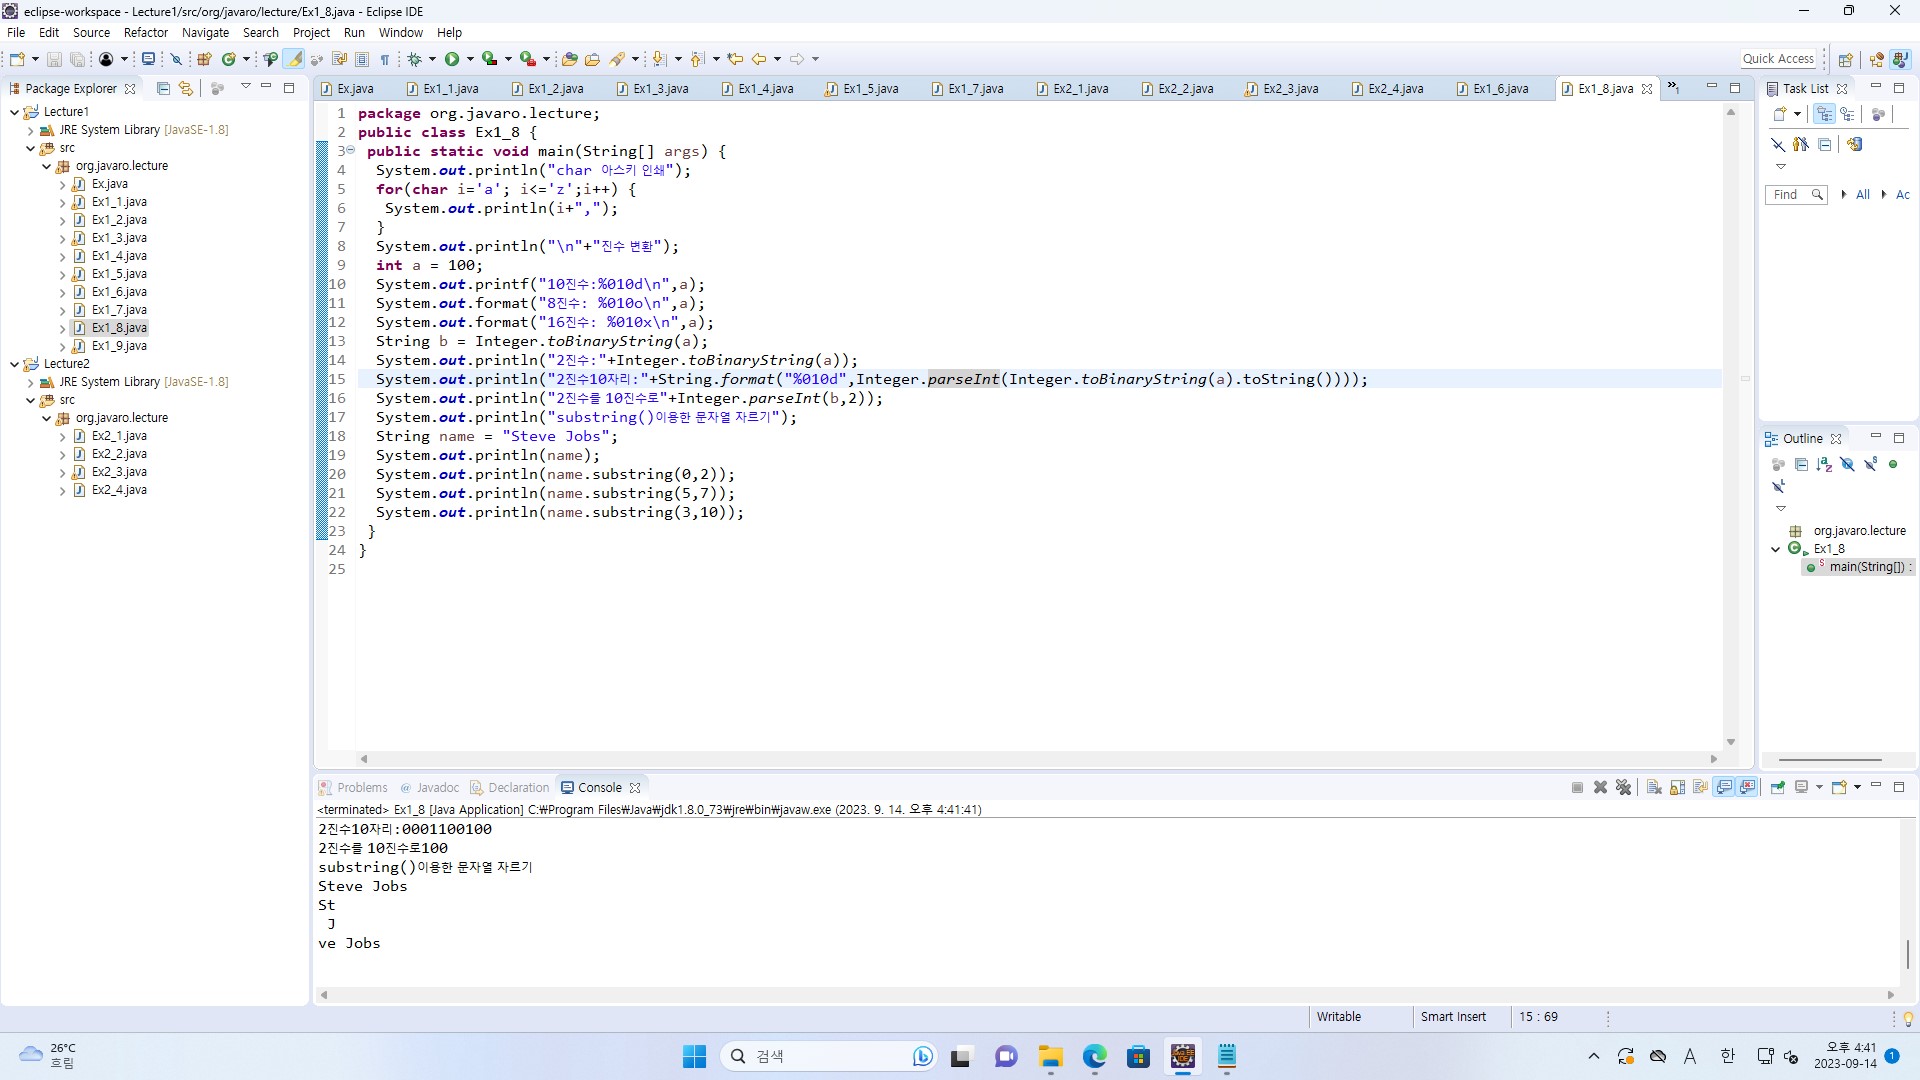 eclipse-workspace - Lecture1/src/org/javaro/lecture/Ex1_8.java - Eclipse IDE
File Edit Source Refactor Navigate Search Project Run Window Help
Quick Access
Package Explorer
Lecture1
JRE System Library [JavaSE-1.8]
src
org.javaro.lecture
Ex.java
Ex1_1.java
Ex1_2.java
Ex1_3.java
Ex1_4.java
Ex1_5.java
Ex1_6.java
Ex1_7.java
Ex1_8.java
Ex1_9.java
Lecture2
JRE System Library [JavaSE-1.8]
src
org.javaro.lecture
Ex2_1.java
Ex2_2.java
Ex2_3.java
Ex2_4.java
Ex.java Ex1_1.java Ex1_2.java Ex1_3.java Ex1_4.java Ex1_5.java Ex1_7.java Ex2_1.java Ex2_2.java Ex2_3.java Ex2_4.java Ex1_6.java Ex1_8.java »1
1 package org.javaro.lecture;
2 public class Ex1_8 {
3 public static void main(String[] args) {
4 System.out.println("char 아스키 인쇄");
5 for(char i='a'; i<='z';i++) {
6 System.out.println(i+",");
7 }
8 System.out.println("\n"+"진수 변환");
9 int a = 100;
10 System.out.printf("10진수:%010d\n",a);
11 System.out.format("8진수: %010o\n",a);
12 System.out.format("16진수: %010x\n",a);
13 String b = Integer.toBinaryString(a);
14 System.out.println("2진수:"+Integer.toBinaryString(a));
15 System.out.println("2진수10자리:"+String.format("%010d",Integer.parseInt(Integer.toBinaryString(a).toString())));
16 System.out.println("2진수를 10진수로"+Integer.parseInt(b,2));
17 System.out.println("substring()이용한 문자열 자르기");
18 String name = "Steve Jobs";
19 System.out.println(name);
20 System.out.println(name.substring(0,2));
21 System.out.println(name.substring(5,7));
22 System.out.println(name.substring(3,10));
23 }
24 }
25
Task List
Find All Ac
Outline
org.javaro.lecture
Ex1_8
main(String[]) :
Problems @ Javadoc Declaration Console
<terminated> Ex1_8 [Java Application] C:₩Program Files₩Java₩jdk1.8.0_73₩jre₩bin₩javaw.exe (2023. 9. 14. 오후 4:41:41)
2진수10자리:0001100100
2진수를 10진수로100
substring()이용한 문자열 자르기
Steve Jobs
St
J
ve Jobs
Writable Smart Insert 15 : 69
26°C
흐림
검색
A 한
오후 4:41
2023-09-14
1